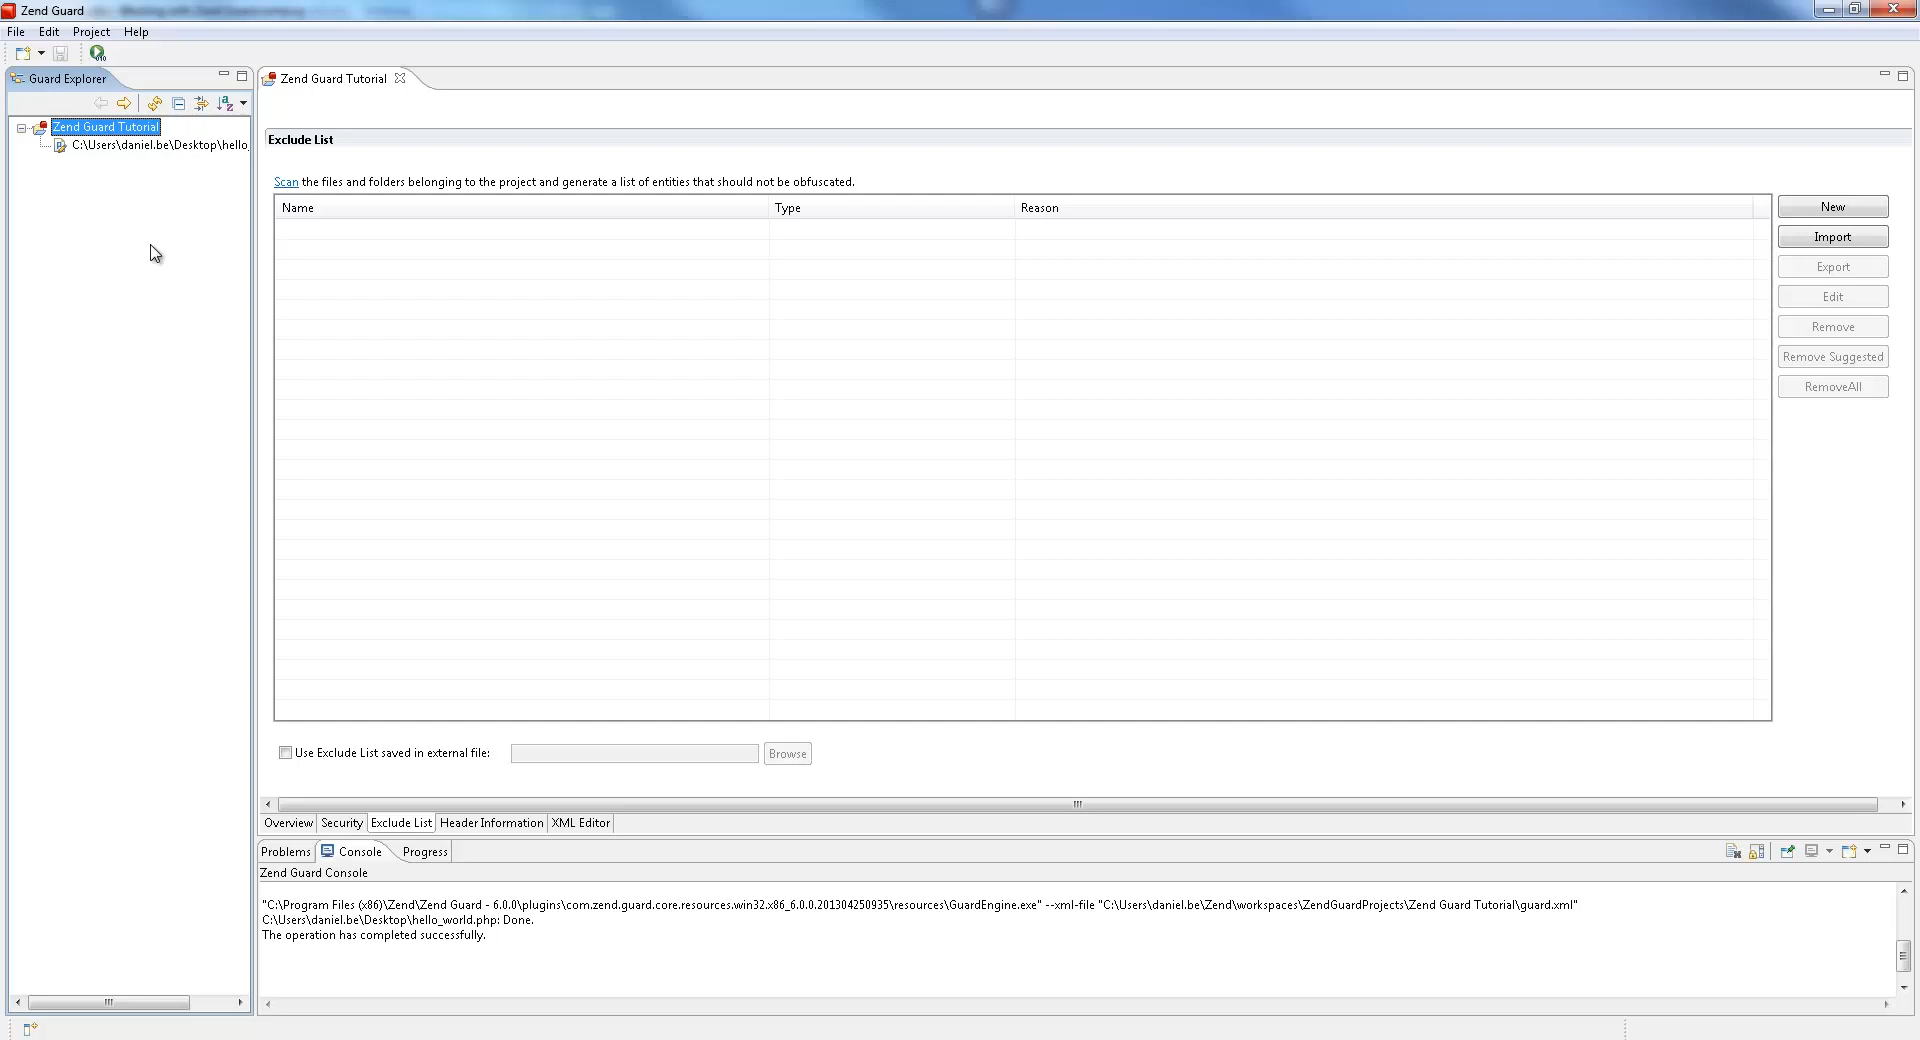 Zend Guard
File Edit Project Help
Guard Explorer
Zend Guard Tutorial
C:\Users\daniel.be\Desktop\hello_
Zend Guard Tutorial
Exclude List
Scan the files and folders belonging to the project and generate a list of entities that should not be obfuscated.
Name Type Reason
New
Import
Export
Edit
Remove
Remove Suggested
RemoveAll
Use Exclude List saved in external file: Browse
Overview Security Exclude List Header Information XML Editor
Problems Console Progress
Zend Guard Console
"C:\Program Files (x86)\Zend\Zend Guard - 6.0.0\plugins\com.zend.guard.core.resources.win32.x86_6.0.0.201304250935\resources\GuardEngine.exe" --xml-file "C:\Users\daniel.be\Zend\workspaces\ZendGuardProjects\Zend Guard Tutorial\guard.xml"
C:\Users\daniel.be\Desktop\hello_world.php: Done.
The operation has completed successfully.